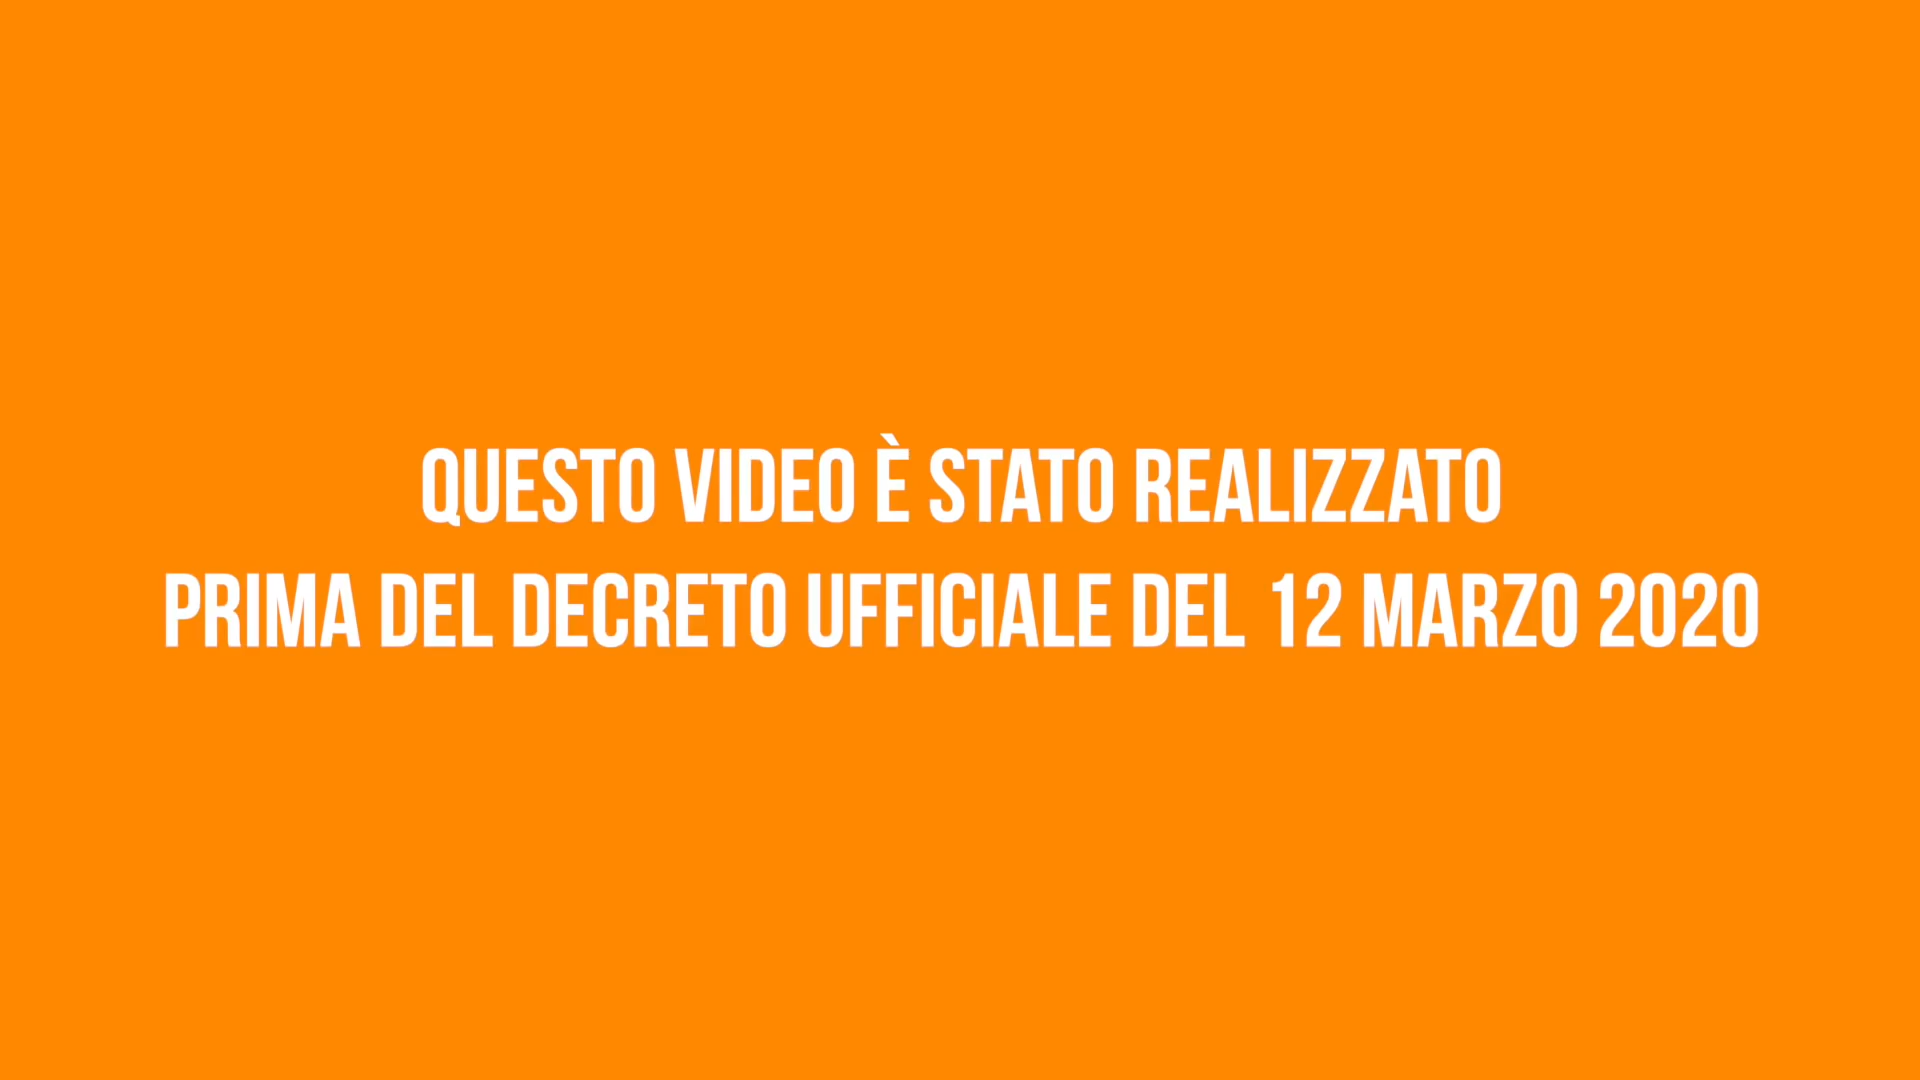 QUESTO VIDEO È STATO REALIZZATO
PRIMA DEL DECRETO UFFICIALE DEL 12 MARZO 2020